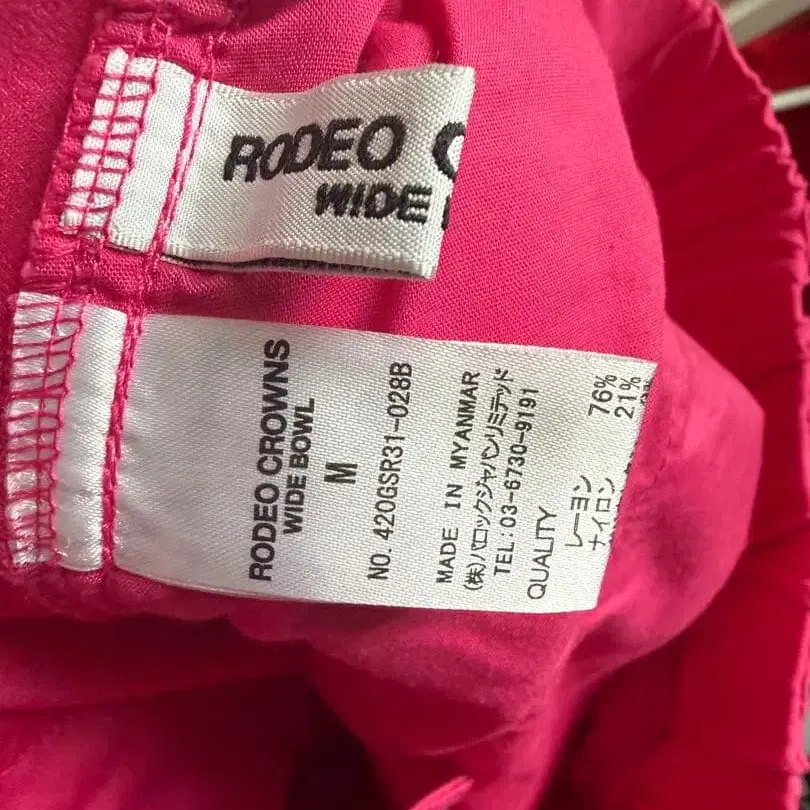 RODEO
WIDE
RODEO CROWNS
WIDE BOWL
M
NO. 420GSR31-028B
MADE IN MYANMAR
(株)バロックジャパンリミテッド
TEL:03-6730-9191
QUALITY
レーヨン 76%
ナイロン 21%